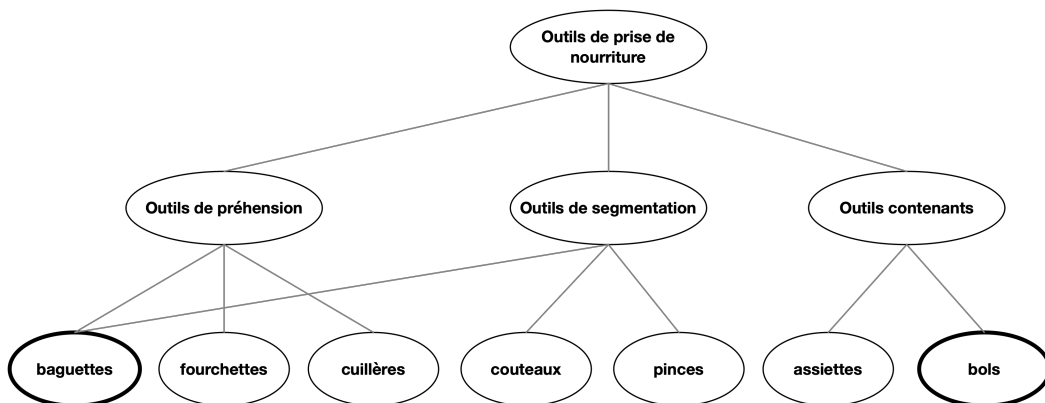 Outils de prise de
nourriture
Outils de préhension
Outils de segmentation
Outils contenants
baguettes
fourchettes
cuillères
couteaux
pinces
assiettes
bols